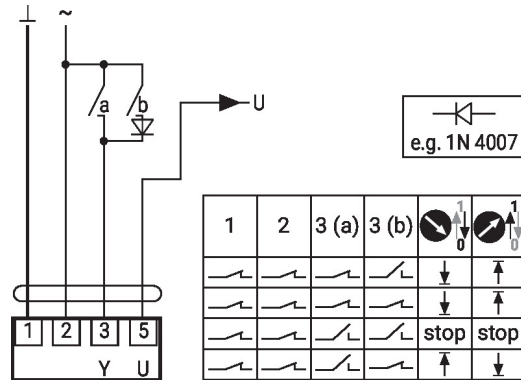 ⊥ ~
a b
U
e.g. 1N 4007
1 2 3 (a) 3 (b) 1 0 1 0
stop stop
1 2 3 5
Y U